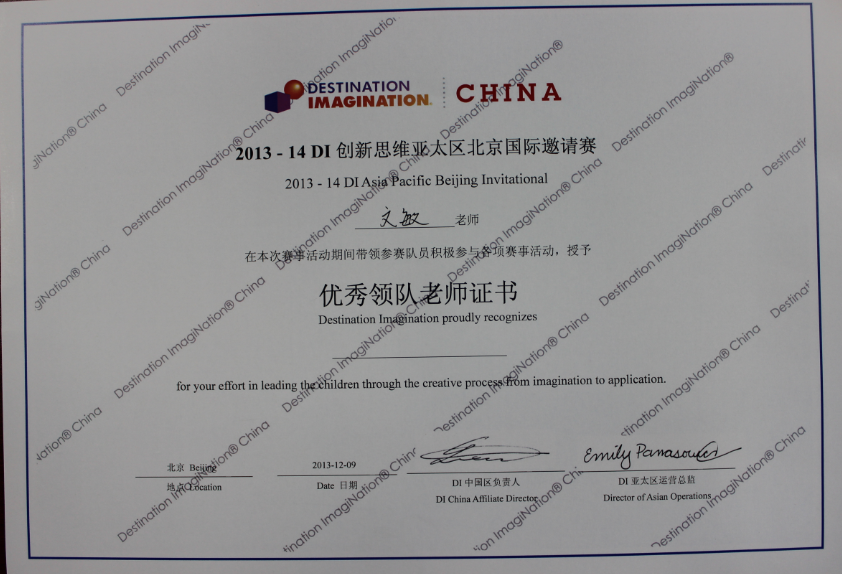 DESTINATION
IMAGINATION.
CHINA
2013 - 14 DI 创新思维亚太区北京国际邀请赛
2013 - 14 DI Asia Pacific Beijing Invitational
文敏 老师
在本次赛事活动期间带领参赛队员积极参与各项赛事活动，授予
优秀领队老师证书
Destination Imagination proudly recognizes
for your effort in leading the children through the creative process from imagination to application.
北京 Beijing
地点 Location
2013-12-09
Date 日期
DI 中国区负责人
DI China Affiliate Director
Emily
DI 亚太区运营总监
Director of Asian Operations
Destination ImagiNation® China